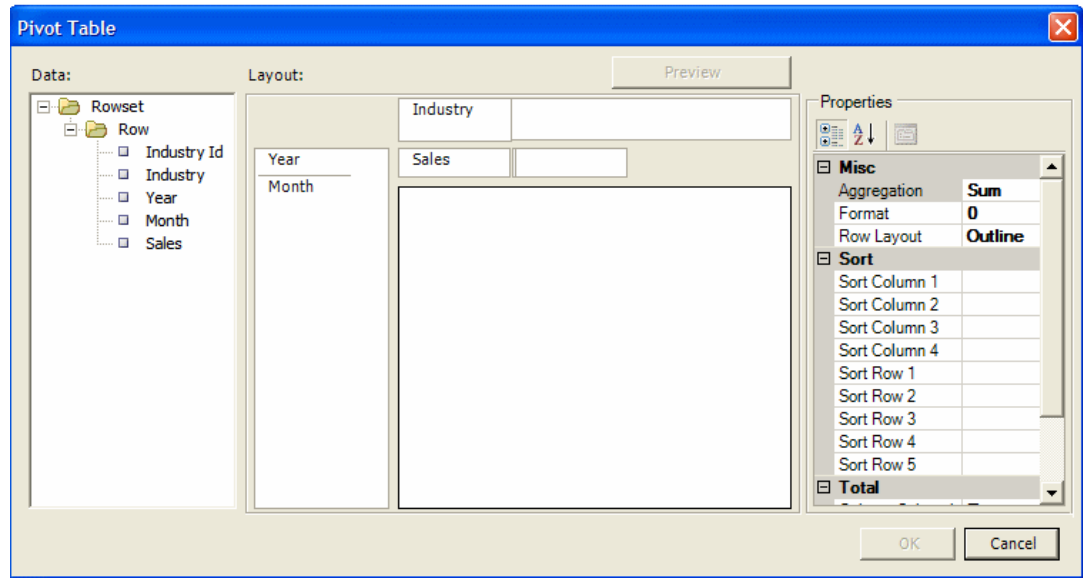 Pivot Table
Data:
Layout:
Preview
Rowset
Row
Industry Id
Industry
Year
Month
Sales
Industry
Year
Month
Sales
Properties
Misc
Aggregation Sum
Format 0
Row Layout Outline
Sort
Sort Column 1
Sort Column 2
Sort Column 3
Sort Column 4
Sort Row 1
Sort Row 2
Sort Row 3
Sort Row 4
Sort Row 5
Total
OK
Cancel